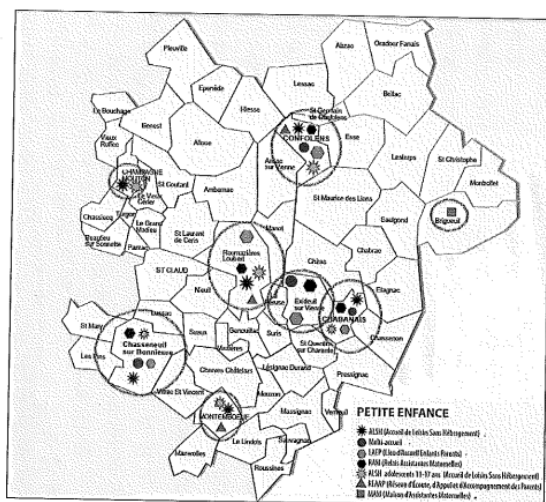 Pleuville
Alloue
Epenède
Hiesse
Lessac
St Germain
de Confolens
CONFOLENS
Oradour Fanais
Brillac
Esse
Lesterps
St Christophe
Montrollet
Brigueuil
Le Bouchage
Vieux
Ruffec
Benest
CHAMPAGNE
MOUTON
St Coutant
Le Vieux
Cérier
Ambernac
Ansac
sur Vienne
St Maurice des Lions
Saulgond
Chassiecq
Turgon
Le Grand
Madieu
Beaulieu
sur Sonnette
Parzac
St Laurent
de Ceris
Manot
Roumazières
Loubert
Chabrac
Chirac
Etagnac
ST CLAUD
Nieuil
Exideuil
sur Vienne
CHABANAIS
Chassenon
St Mary
Lussac
Les Pins
Chasseneuil
sur Bonnieure
Suaux
Genouillac
Suris
St Quentin
sur Charente
Pressignac
Chavnes Châtelars
Lésignac Durand
Mouzon
Vitrac St Vincent
MONTEMBOEUF
Massignac
Verneuil
Mazerolles
Le Lindois
Sauvagnac
Roussines
PETITE ENFANCE
ALSH (Accueil de Loisirs Sans Hébergement)
Multi-accueil
LAEP (Lieu d'Accueil Enfants Parents)
RAM (Relais Assistantes Maternelles)
ALSH adolescents 11-17 ans (Accueil de Loisirs Sans Hébergement)
REAAP (Réseau d'Ecoute, d'Appui et d'Accompagnement des Parents)
MAM (Maison d'Assistantes Maternelles)